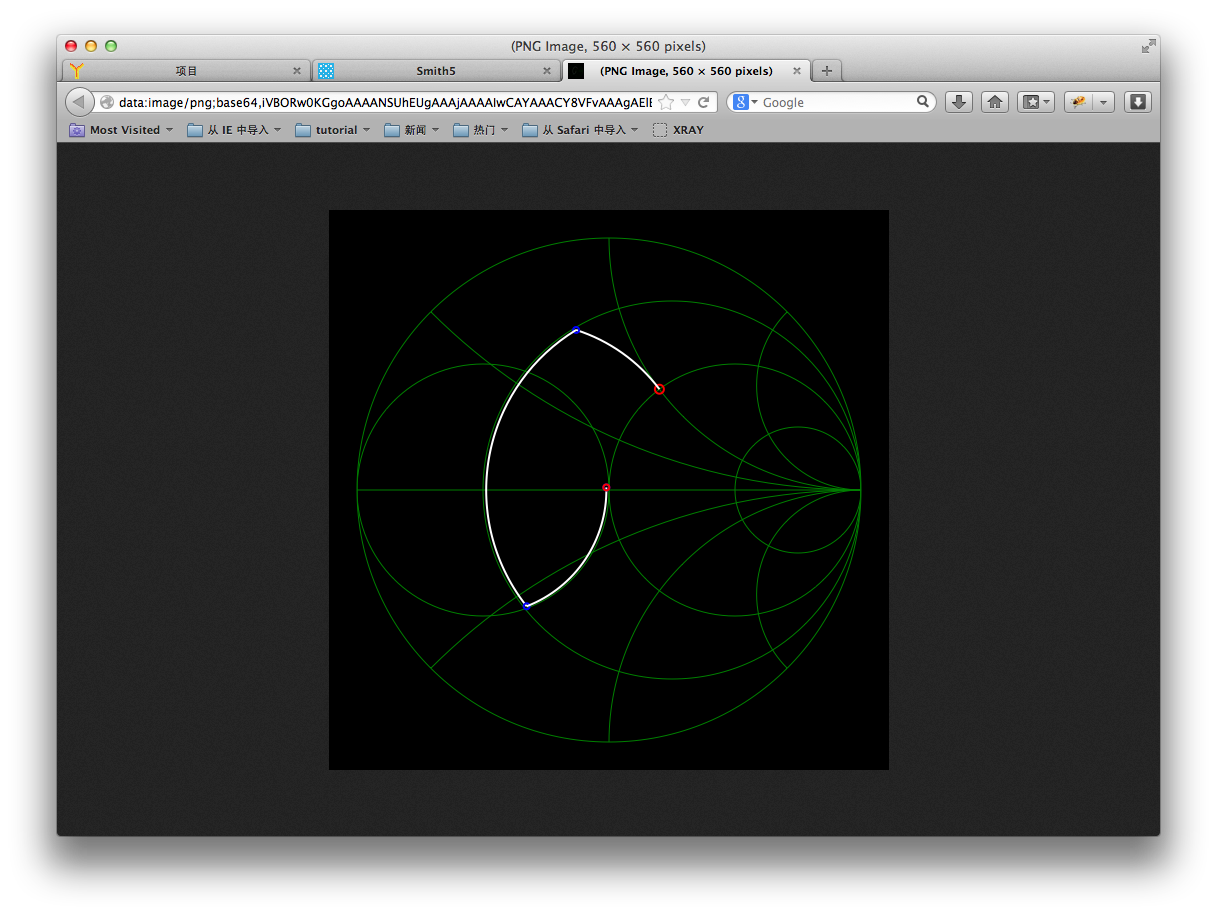 (PNG Image, 560 × 560 pixels)
项目 Smith5 (PNG Image, 560 × 560 pixels)
data:image/png;base64,iVBORw0KGgoAAAANSUhEUgAAAjAAAAIwCAYAAACY8VFvAAAgAElE Google
Most Visited 从 IE 中导入 tutorial 新闻 热门 从 Safari 中导入 XRAY